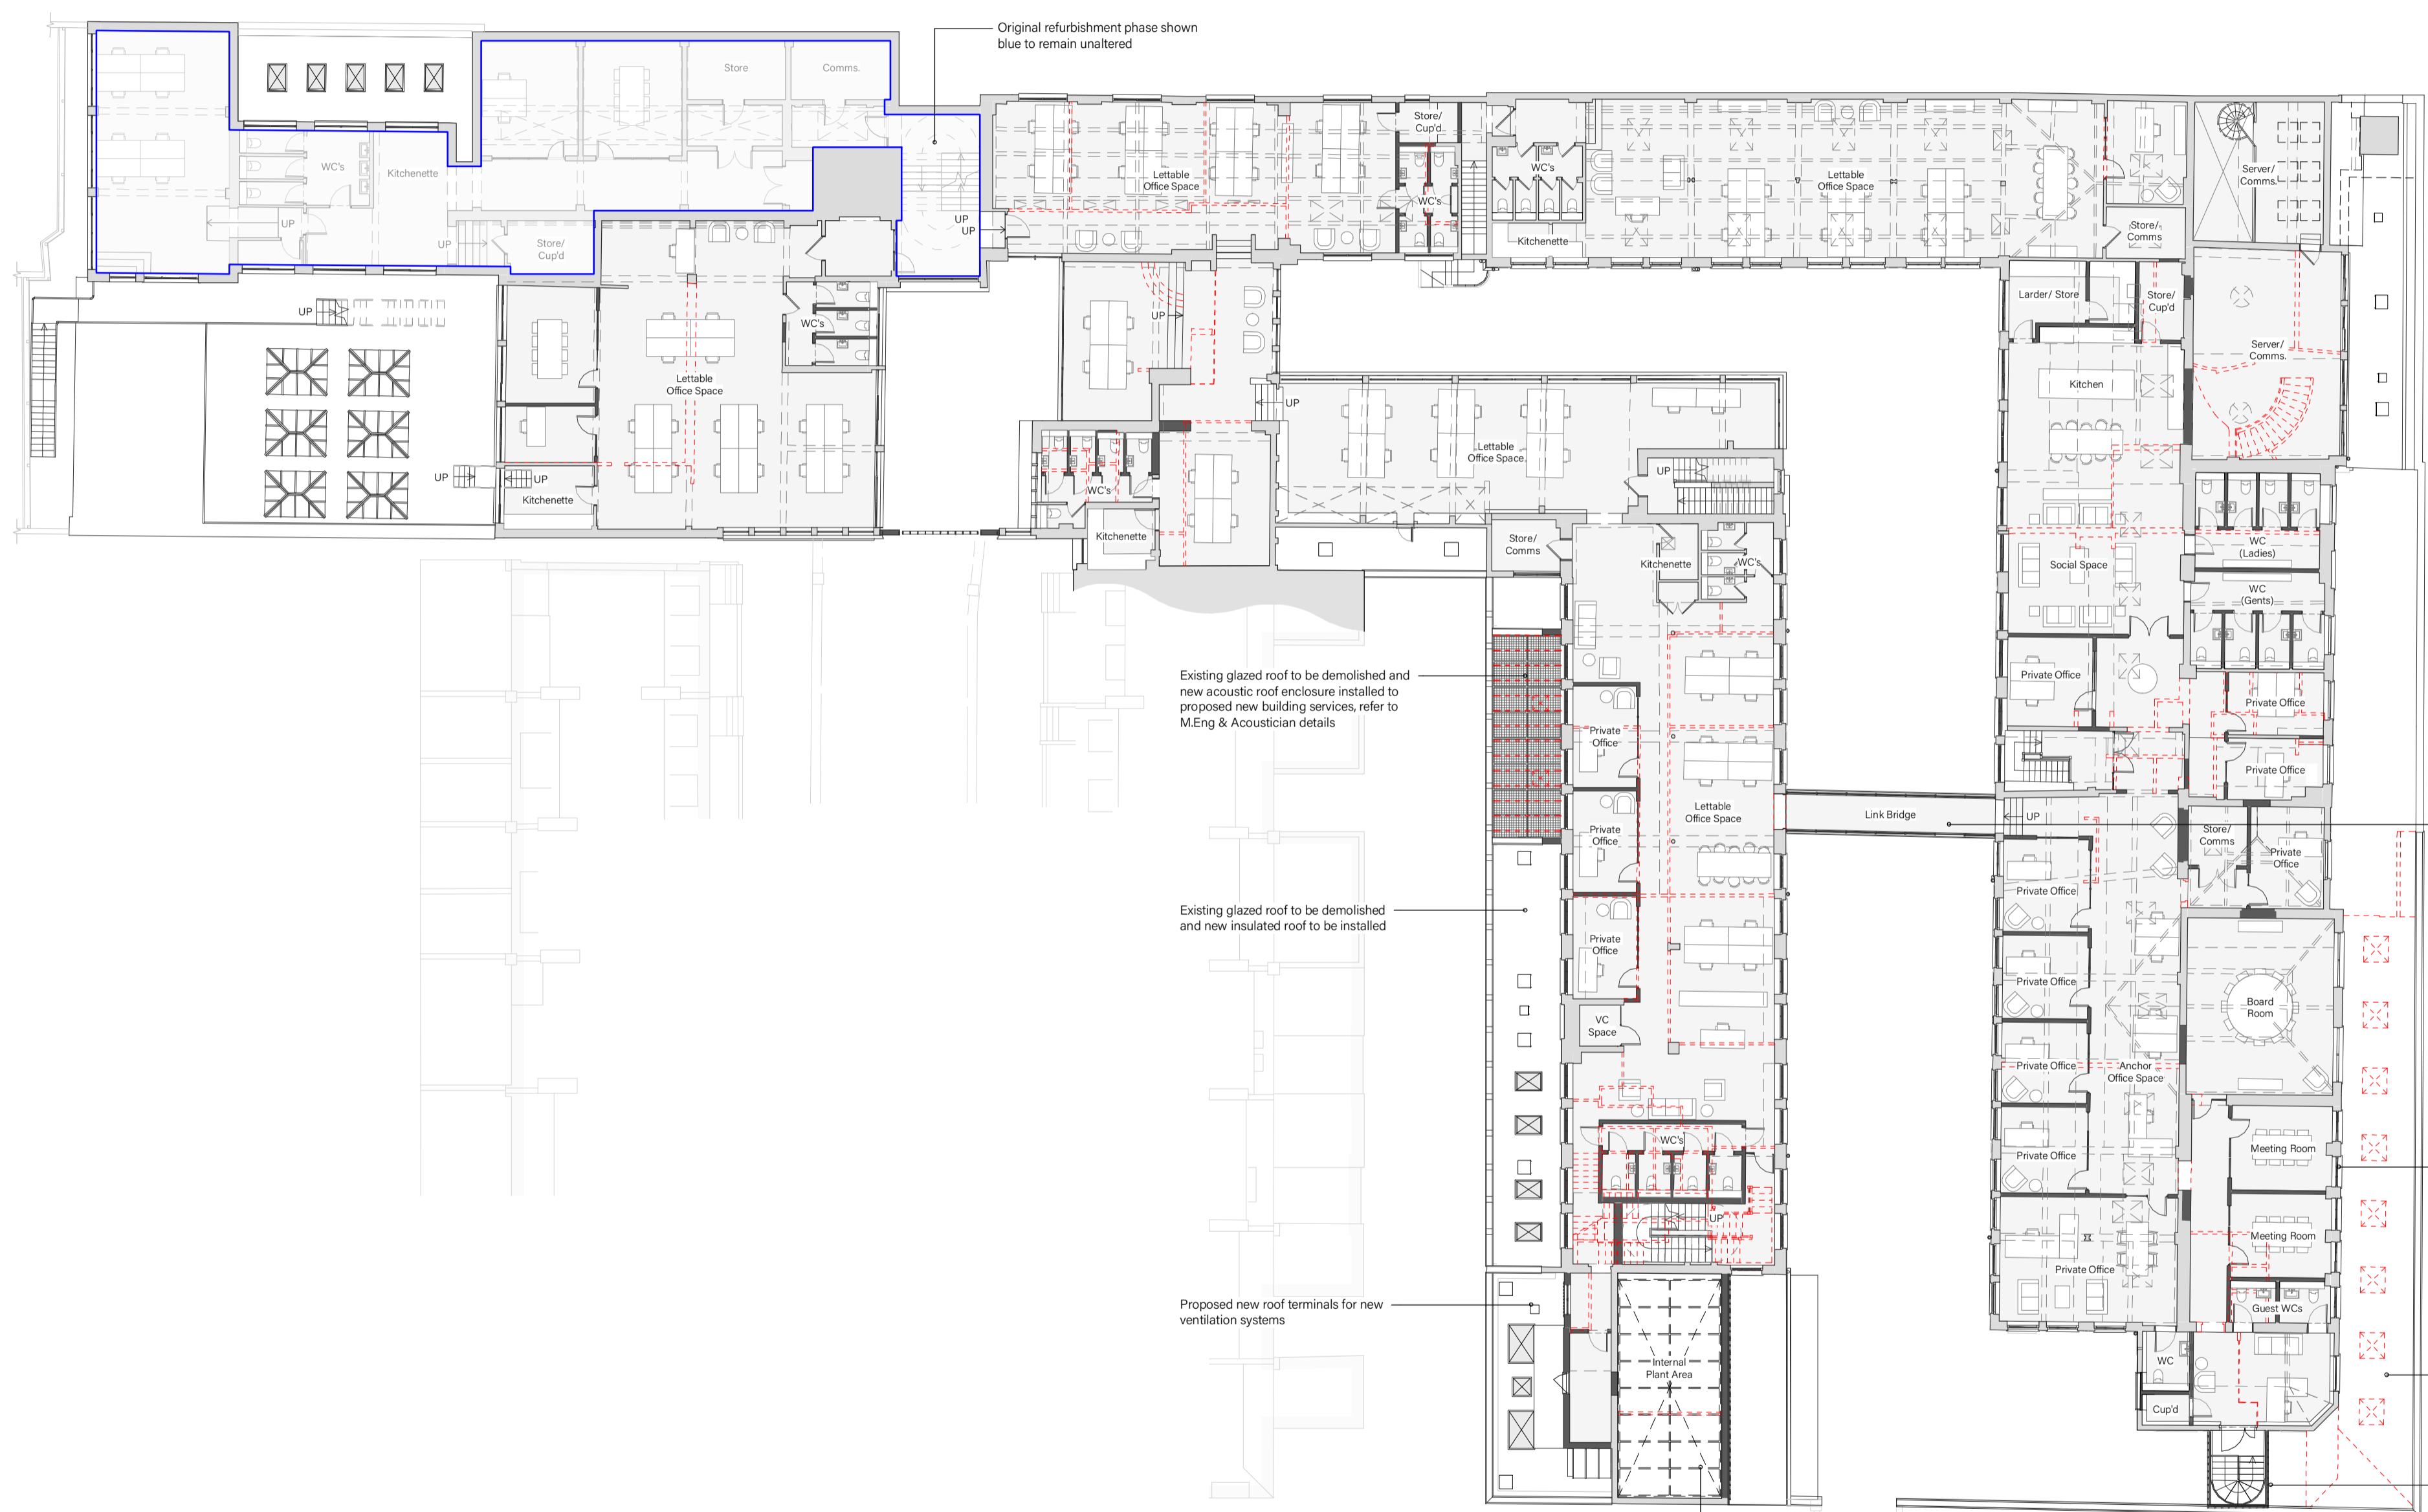 Original refurbishment phase shown
blue to remain unaltered
Store
Comms.
WC's
Kitchenette
UP
UP
Store/
Cup'd
UP
UP
Lettable
Office Space
Store/
Cup'd
WC's
WC's
Kitchenette
Lettable
Office Space
Store/
Comms
Server/
Comms.
UP
WC's
Lettable
Office Space
UP
UP
Kitchenette
UP
UP
Lettable
Office Space
UP
WC's
Kitchenette
Larder/ Store
Store/
Cup'd
Server/
Comms.
Kitchen
Store/
Comms
Kitchenette
WC's
WC
(Ladies)
Social Space
WC
(Gents)
Existing glazed roof to be demolished and
new acoustic roof enclosure installed to
proposed new building services, refer to
M.Eng & Acoustician details
Private Office
Private Office
Private
Office
Private Office
Lettable
Office Space
Link Bridge
UP
Private
Office
Store/
Comms
Private
Office
Private Office
Existing glazed roof to be demolished
and new insulated roof to be installed
Private
Office
Private Office
VC
Space
Board
Room
Private Office
Anchor
Office Space
WC's
Private Office
Meeting Room
UP
Meeting Room
Private Office
Proposed new roof terminals for new
ventilation systems
Guest WCs
Internal
Plant Area
WC
Cup'd